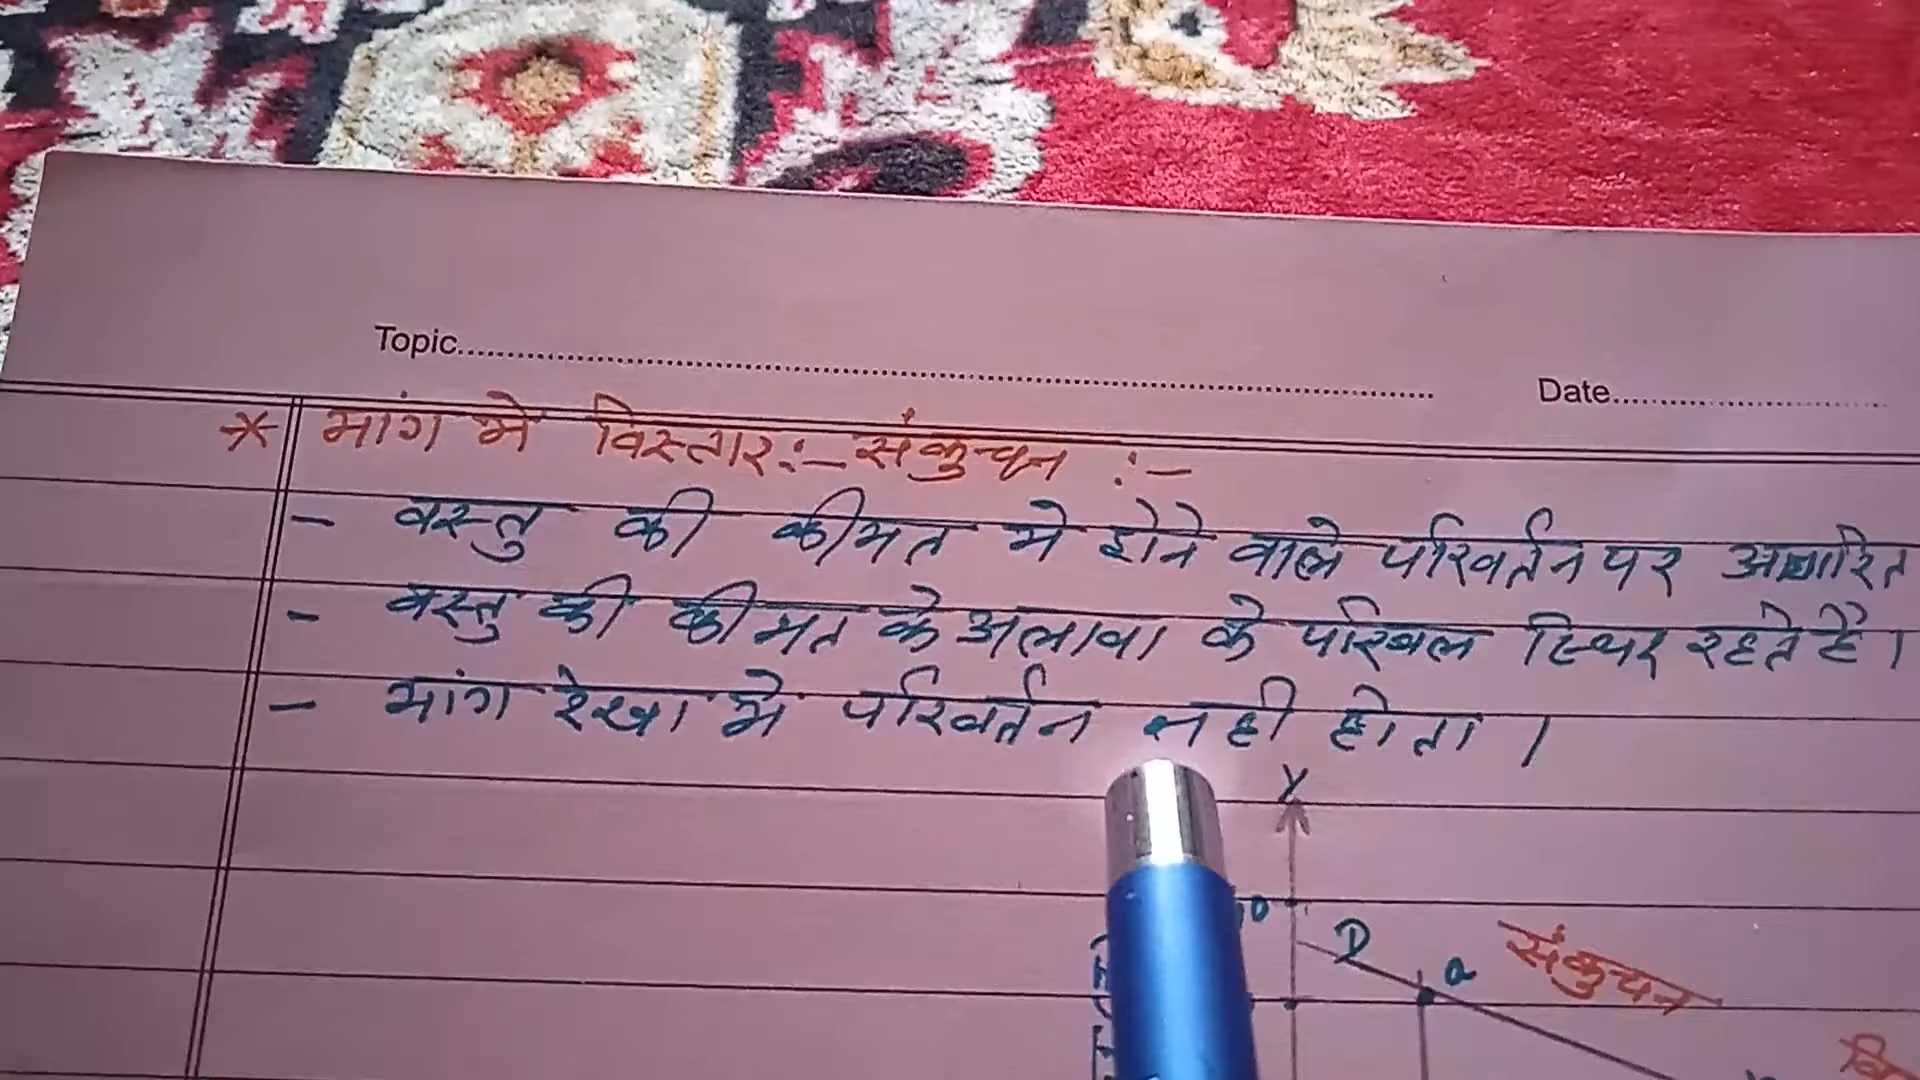 Topic
Date
* मांग मे विस्तार:- संकुचन :-
- वस्तु की कीमत मे होने वाले परिवर्तन पर आधारित
- वस्तु की कीमत के अलावा के परिबल स्थिर रहते है।
- मांग रेखा मे परिवर्तन नही होता।
Y
D
a
संकुचन